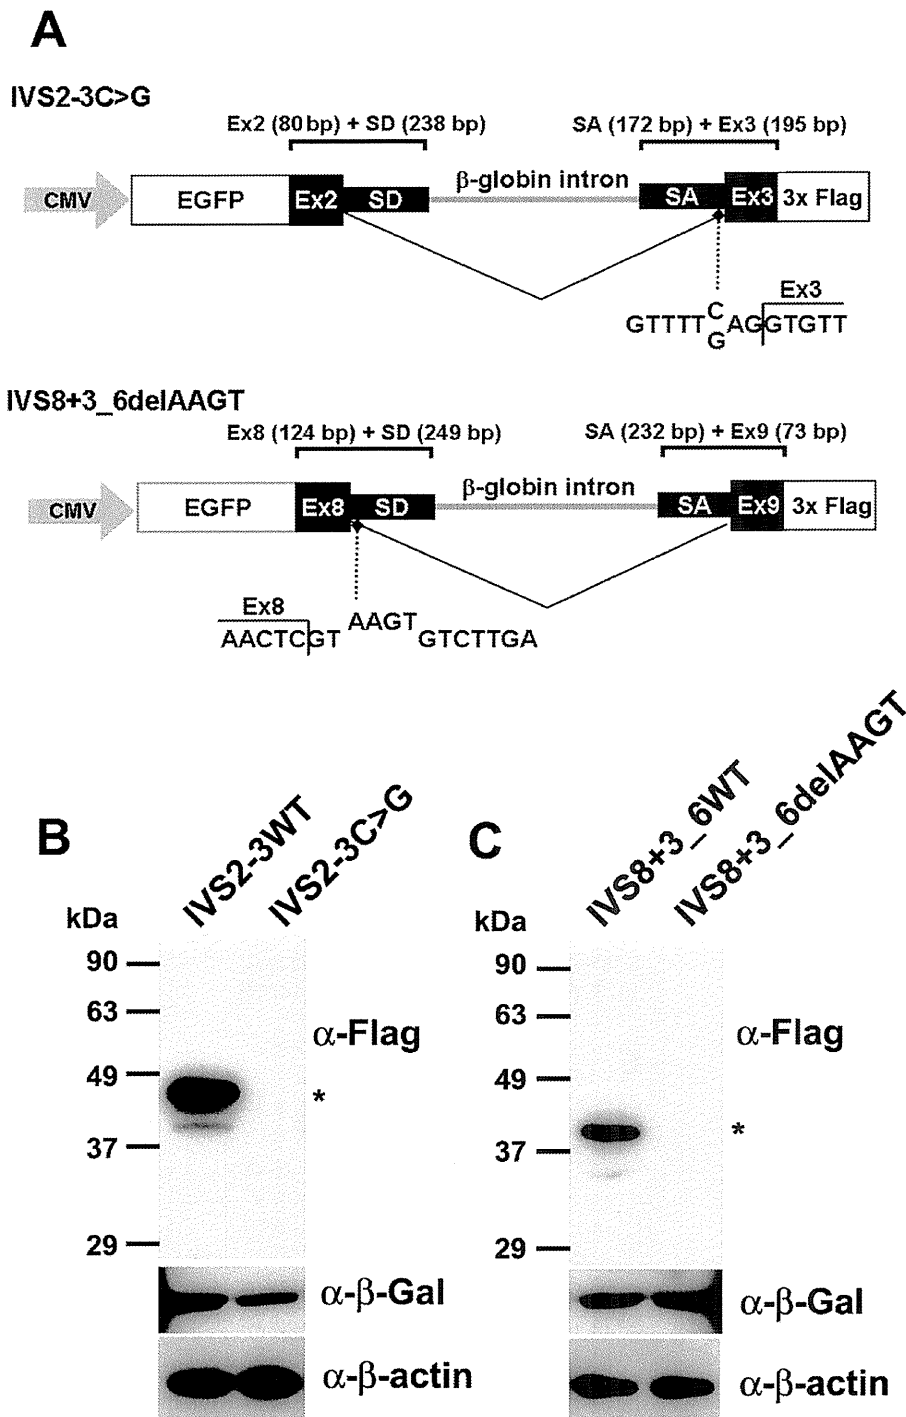 A
IVS2-3C>G
Ex2 (80 bp) + SD (238 bp)
SA (172 bp) + Ex3 (195 bp)
CMV
EGFP
Ex2
SD
β-globin intron
SA
Ex3
3x Flag
Ex3
GTTTT C AG GTGTT
G
IVS8+3_6delAAGT
Ex8 (124 bp) + SD (249 bp)
SA (232 bp) + Ex9 (73 bp)
CMV
EGFP
Ex8
SD
β-globin intron
SA
Ex9
3x Flag
Ex8
AACTCGT AAGT GTCTTGA
B
IVS2-3WT
IVS2-3C>G
kDa
90
63
49
37
29
α-Flag
*
α-β-Gal
α-β-actin
C
IVS8+3_6WT
IVS8+3_6delAAGT
kDa
90
63
49
37
29
α-Flag
*
α-β-Gal
α-β-actin